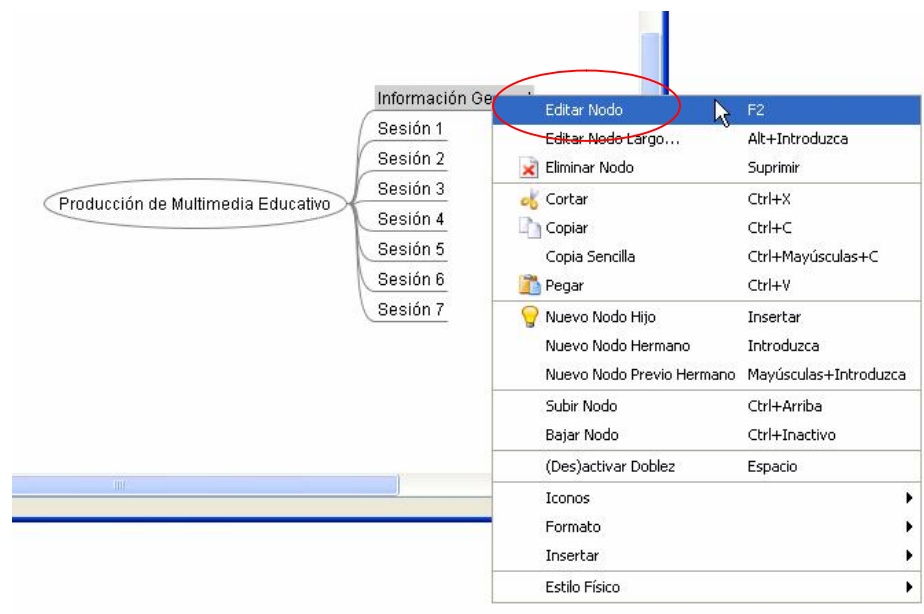 Información Ge
Sesión 1
Sesión 2
Sesión 3
Producción de Multimedia Educativo
Sesión 4
Sesión 5
Sesión 6
Sesión 7
Editar Nodo F2
Editar Nodo Largo... Alt+Introduzca
Eliminar Nodo Suprimir
Cortar Ctrl+X
Copiar Ctrl+C
Copia Sencilla Ctrl+Mayúsculas+C
Pegar Ctrl+V
Nuevo Nodo Hijo Insertar
Nuevo Nodo Hermano Introduzca
Nuevo Nodo Previo Hermano Mayúsculas+Introduzca
Subir Nodo Ctrl+Arriba
Bajar Nodo Ctrl+Inactivo
(Des)activar Doblez Espacio
Iconos
Formato
Insertar
Estilo Físico